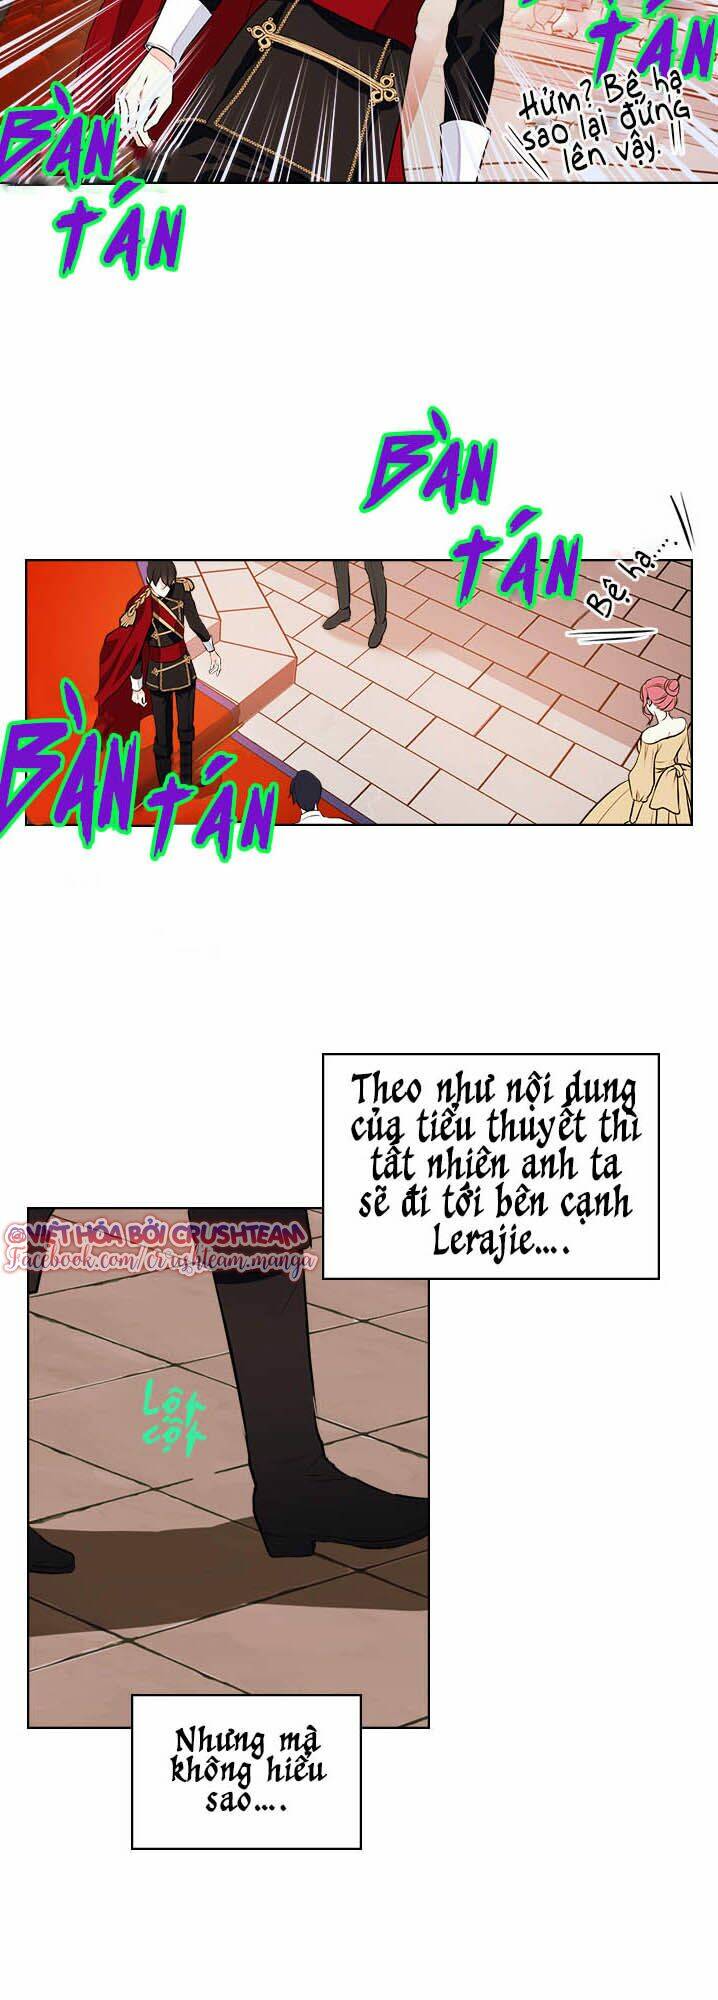 BÀN
TÁN
Hửm? Bệ hạ
sao lại đứng
lên vậy.
BÀN
TÁN
BÀN
TÁN
Bệ hạ.....
BÀN
TÁN
Theo như nội dung
của tiểu thuyết thì
tất nhiên anh ta
sẽ đi tới bên cạnh
Lerajie....
©VIỆT HÓA BỞI CRUSHTEAM
Facebook.com/crushteam.manga
Lộp
cộp
Nhưng mà
không hiểu
sao....